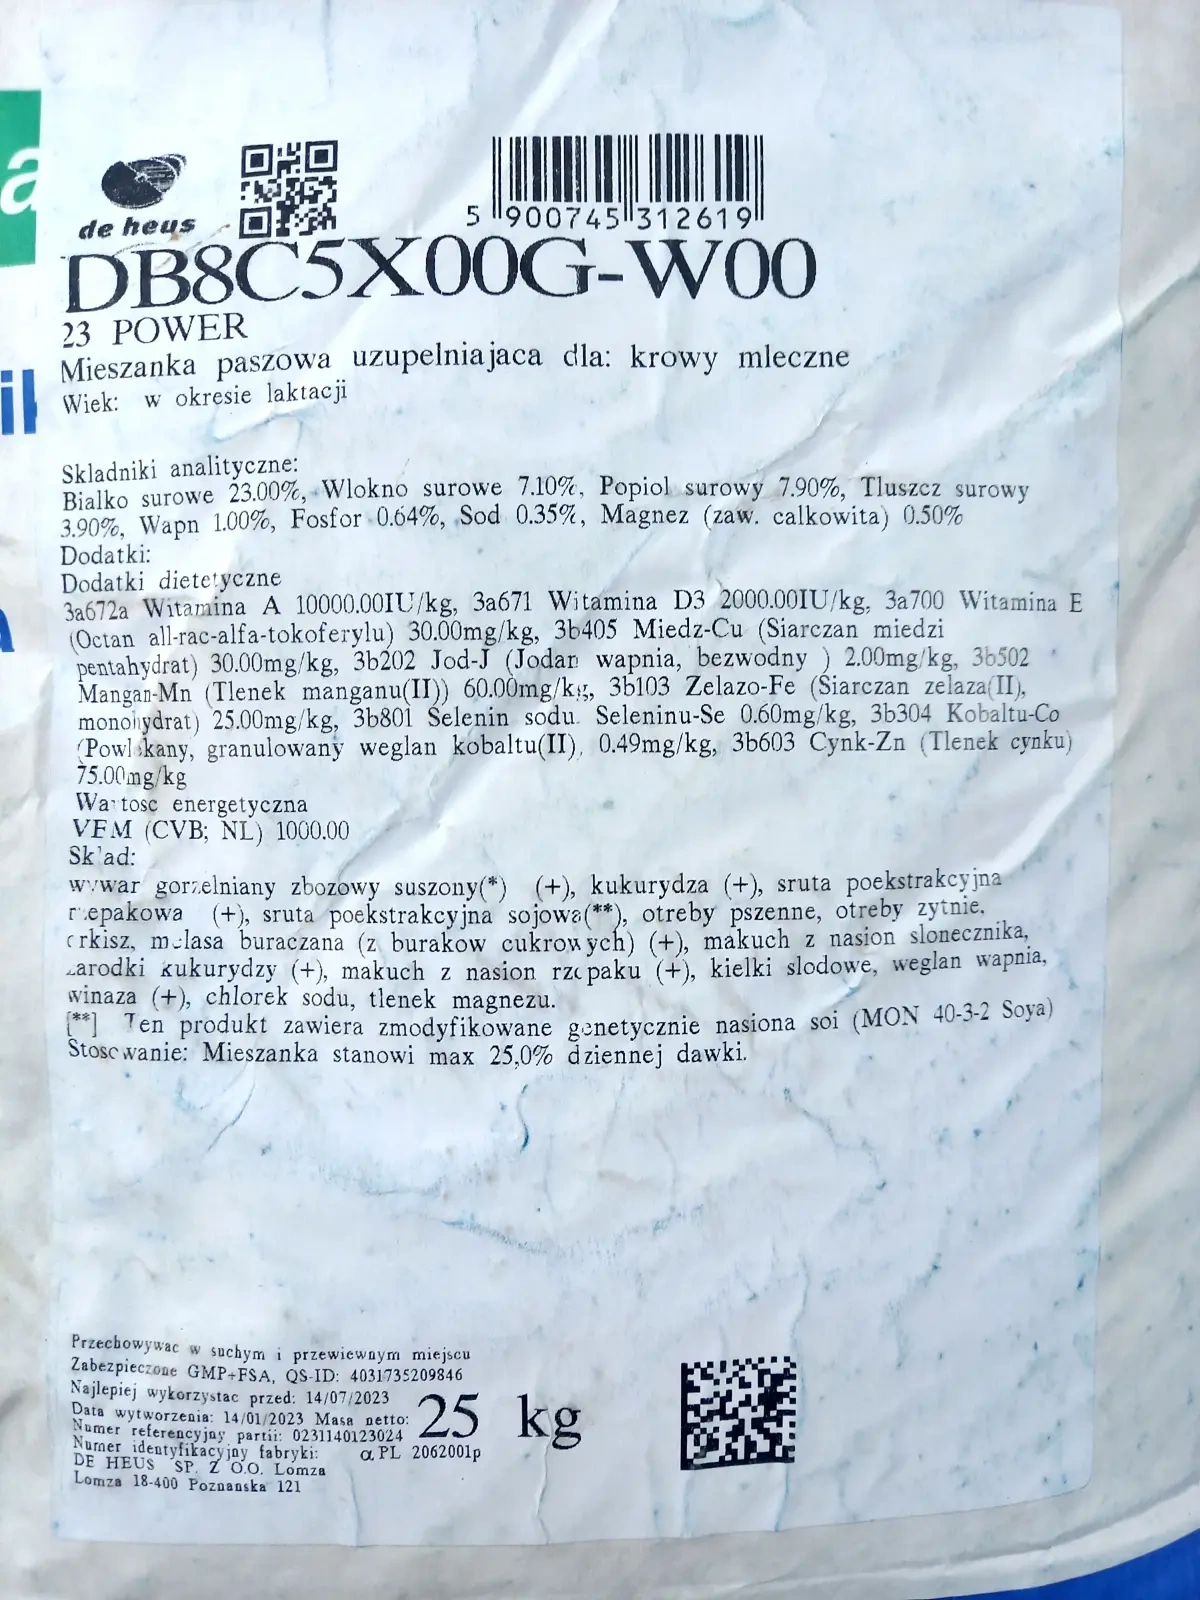 a
de heus
5 900745 312619
DB8C5X00G-W00
23 POWER
Mieszanka paszowa uzupelniajaca dla: krowy mleczne
Wiek: w okresie laktacji
Skladniki analityczne:
Bialko surowe 23.00%, Wlokno surowe 7.10%, Popiol surowy 7.90%, Tluszcz surowy
3.90%, Wapn 1.00%, Fosfor 0.64%, Sod 0.35%, Magnez (zaw. calkowita) 0.50%
Dodatki:
Dodatki dietetyczne
3a672a Witamina A 10000.00IU/kg, 3a671 Witamina D3 2000.00IU/kg, 3a700 Witamina E
(Octan all-rac-alfa-tokoferylu) 30.00mg/kg, 3b405 Miedz-Cu (Siarczan miedzi
pentahydrat) 30.00mg/kg, 3b202 Jod-J (Jodan wapnia, bezwodny ) 2.00mg/kg, 3b502
Mangan-Mn (Tlenek manganu(II)) 60.00mg/kg, 3b103 Zelazo-Fe (Siarczan zelaza(II),
monohydrat) 25.00mg/kg, 3b801 Selenin sodu. Seleninu-Se 0.60mg/kg, 3b304 Kobaltu-Co
(Powlekany, granulowany weglan kobaltu(II), 0.49mg/kg, 3b603 Cynk-Zn (Tlenek cynku)
75.00mg/kg
Wartosc energetyczna
VEM (CVB; NL) 1000.00
Sklad:
wywar gorzelniany zbozowy suszony(*) (+), kukurydza (+), sruta poekstrakcyjna
rzepakowa (+), sruta poekstrakcyjna sojowa(**), otreby pszenne, otreby zytnie,
orkisz, melasa buraczana (z burakow cukrowych) (+), makuch z nasion slonecznika,
zarodki kukurydzy (+), makuch z nasion rzepaku (+), kielki slodowe, weglan wapnia,
winaza (+), chlorek sodu, tlenek magnezu.
[**] Ten produkt zawiera zmodyfikowane genetycznie nasiona soi (MON 40-3-2 Soya)
Stosowanie: Mieszanka stanowi max 25,0% dziennej dawki.
Przechowywac w suchym i przewiewnym miejscu
Zabezpieczone GMP+FSA, QS-ID: 4031735209846
Najlepiej wykorzystac przed: 14/07/2023
Data wytworzenia: 14/01/2023 Masa netto: 25 kg
Numer referencyjny partii: 0231140123024
Numer identyfikacyjny fabryki: α PL 2062001p
DE HEUS SP. Z O.O. Lomza
Lomza 18-400 Poznanska 121